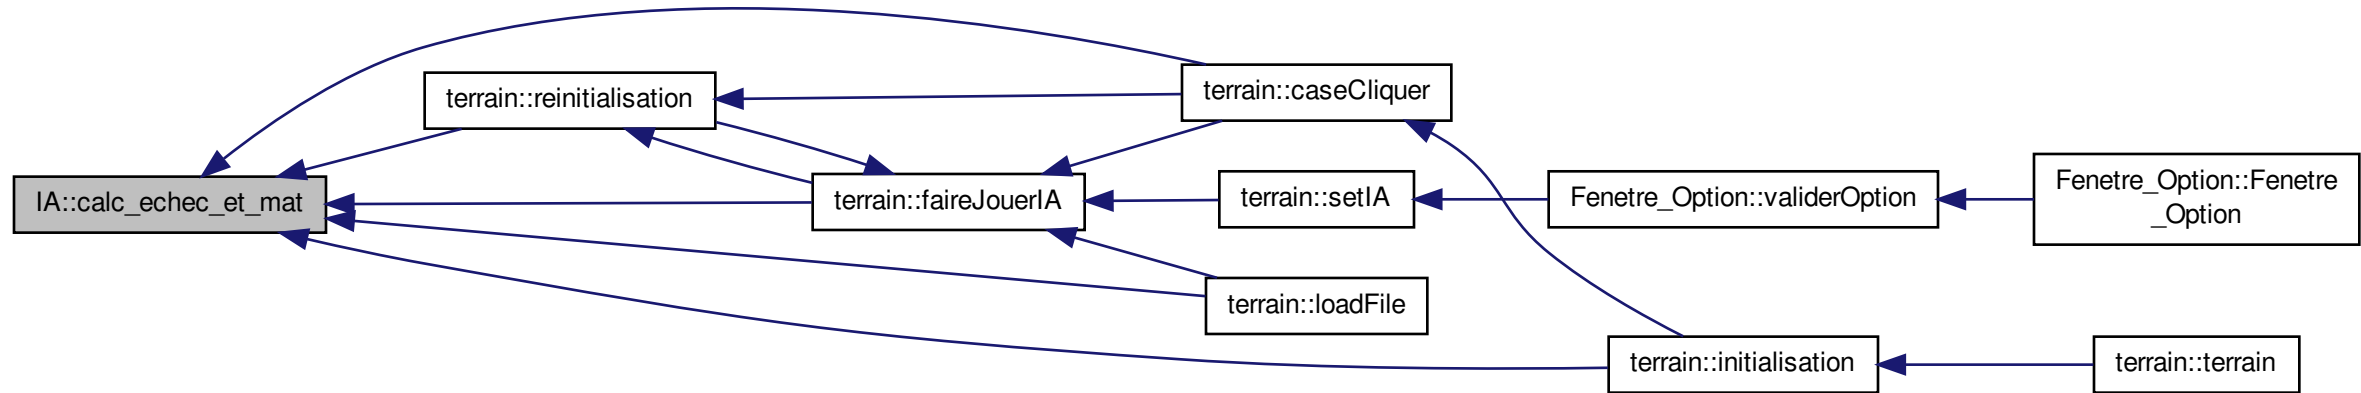 IA::calc_echec_et_mat
terrain::reinitialisation
terrain::faireJouerIA
terrain::caseCliquer
terrain::setIA
terrain::loadFile
Fenetre_Option::validerOption
terrain::initialisation
Fenetre_Option::Fenetre
_Option
terrain::terrain